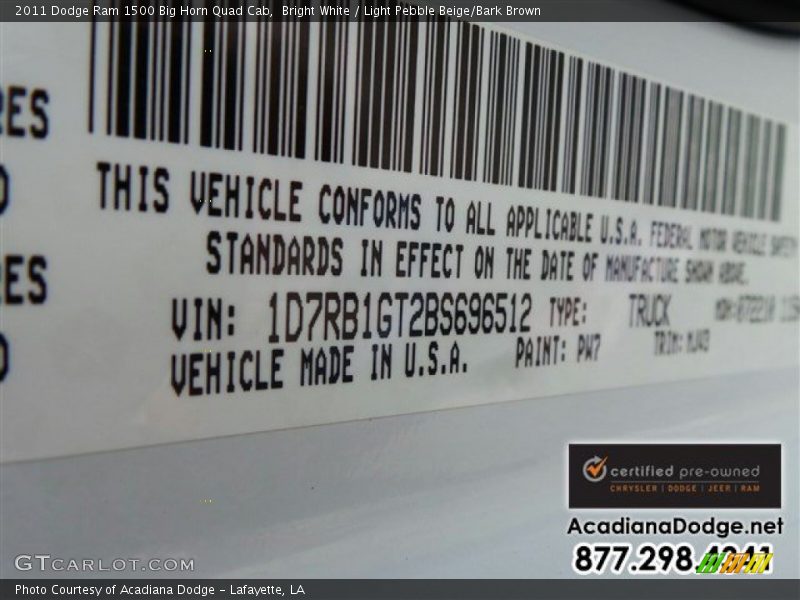 2011 Dodge Ram 1500 Big Horn Quad Cab,  Bright White / Light Pebble Beige/Bark Brown
RES
THIS VEHICLE CONFORMS TO ALL APPLICABLE U.S.A. FEDERAL MOTOR VEHICLE SAFETY
STANDARDS IN EFFECT ON THE DATE OF MANUFACTURE SHOWN ABOVE.
RES
VIN: 1D7RB1GT2BS696512 TYPE: TRUCK
VEHICLE MADE IN U.S.A. PAINT: PW7 TRIM:
certified pre-owned
CHRYSLER | DODGE | JEEP | RAM
AcadianaDodge.net
877.298.
GTCARLOT.COM
Photo Courtesy of Acadiana Dodge - Lafayette, LA